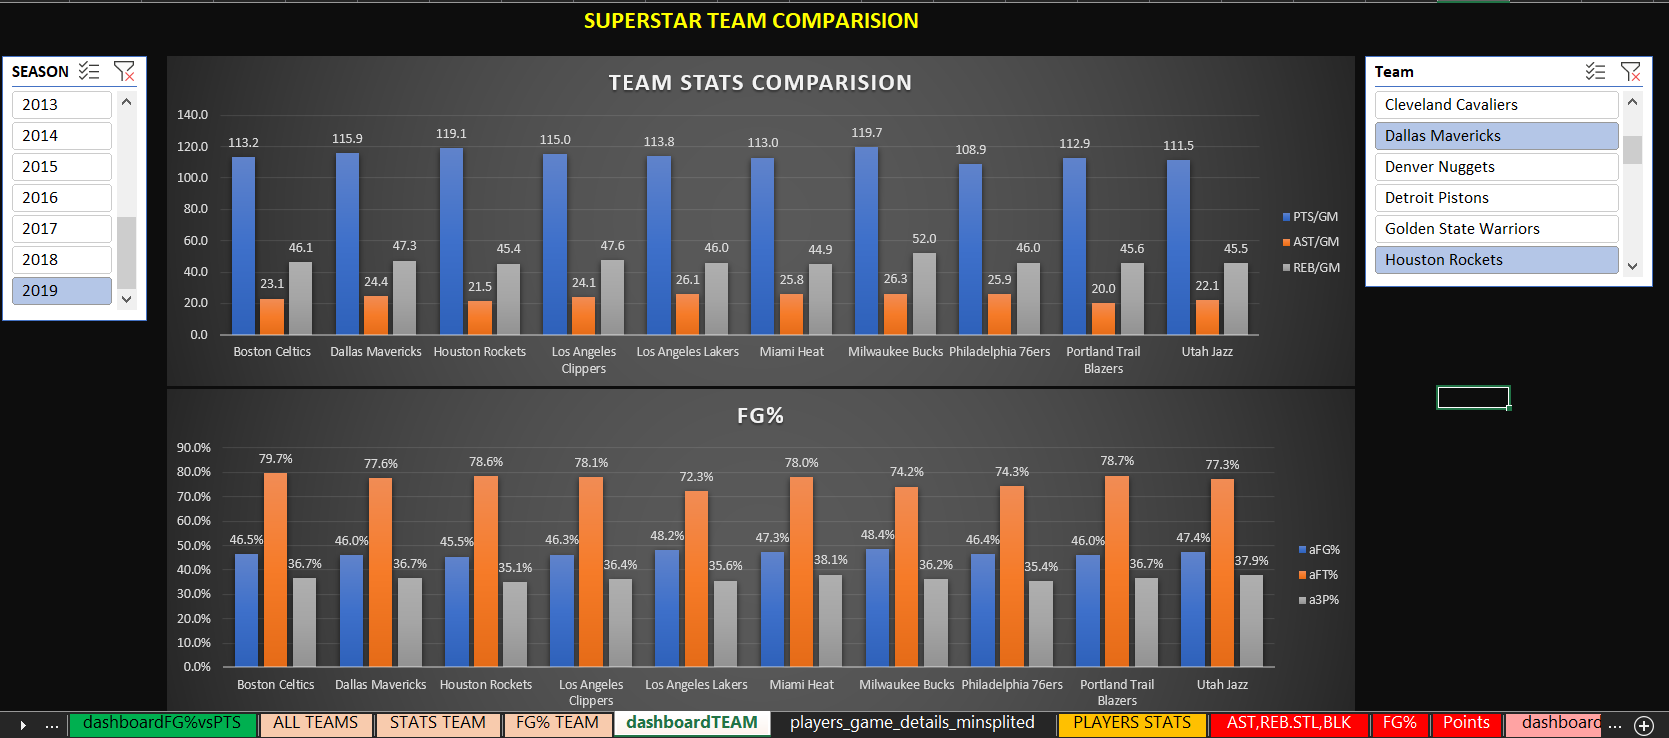 SUPERSTAR TEAM COMPARISION
SEASON
2013
2014
2015
2016
2017
2018
2019
TEAM STATS COMPARISION
140.0
120.0
100.0
80.0
60.0
40.0
20.0
0.0
113.2 115.9 119.1 115.0 113.8 113.0 119.7 108.9 112.9 111.5
23.1 24.4 21.5 24.1 26.1 25.8 26.3 25.9 20.0 22.1
46.1 47.3 45.4 47.6 46.0 44.9 52.0 46.0 45.6 45.5
Boston Celtics Dallas Mavericks Houston Rockets Los Angeles Los Angeles Lakers Miami Heat Milwaukee Bucks Philadelphia 76ers Portland Trail Utah Jazz
Clippers Blazers
PTS/GM
AST/GM
REB/GM
Team
Cleveland Cavaliers
Dallas Mavericks
Denver Nuggets
Detroit Pistons
Golden State Warriors
Houston Rockets
FG%
90.0%
80.0%
70.0%
60.0%
50.0%
40.0%
30.0%
20.0%
10.0%
0.0%
79.7% 77.6% 78.6% 78.1% 72.3% 78.0% 74.2% 74.3% 78.7% 77.3%
46.5% 46.0% 45.5% 46.3% 48.2% 47.3% 48.4% 46.4% 46.0% 47.4%
36.7% 36.7% 35.1% 36.4% 35.6% 38.1% 36.2% 35.4% 36.7% 37.9%
Boston Celtics Dallas Mavericks Houston Rockets Los Angeles Los Angeles Lakers Miami Heat Milwaukee Bucks Philadelphia 76ers Portland Trail Utah Jazz
Clippers Blazers
aFG%
aFT%
a3P%
... dashboardFG%vsPTS ALL TEAMS STATS TEAM FG% TEAM dashboardTEAM players_game_details_minsplited PLAYERS STATS AST,REB.STL,BLK FG% Points dashboard ...